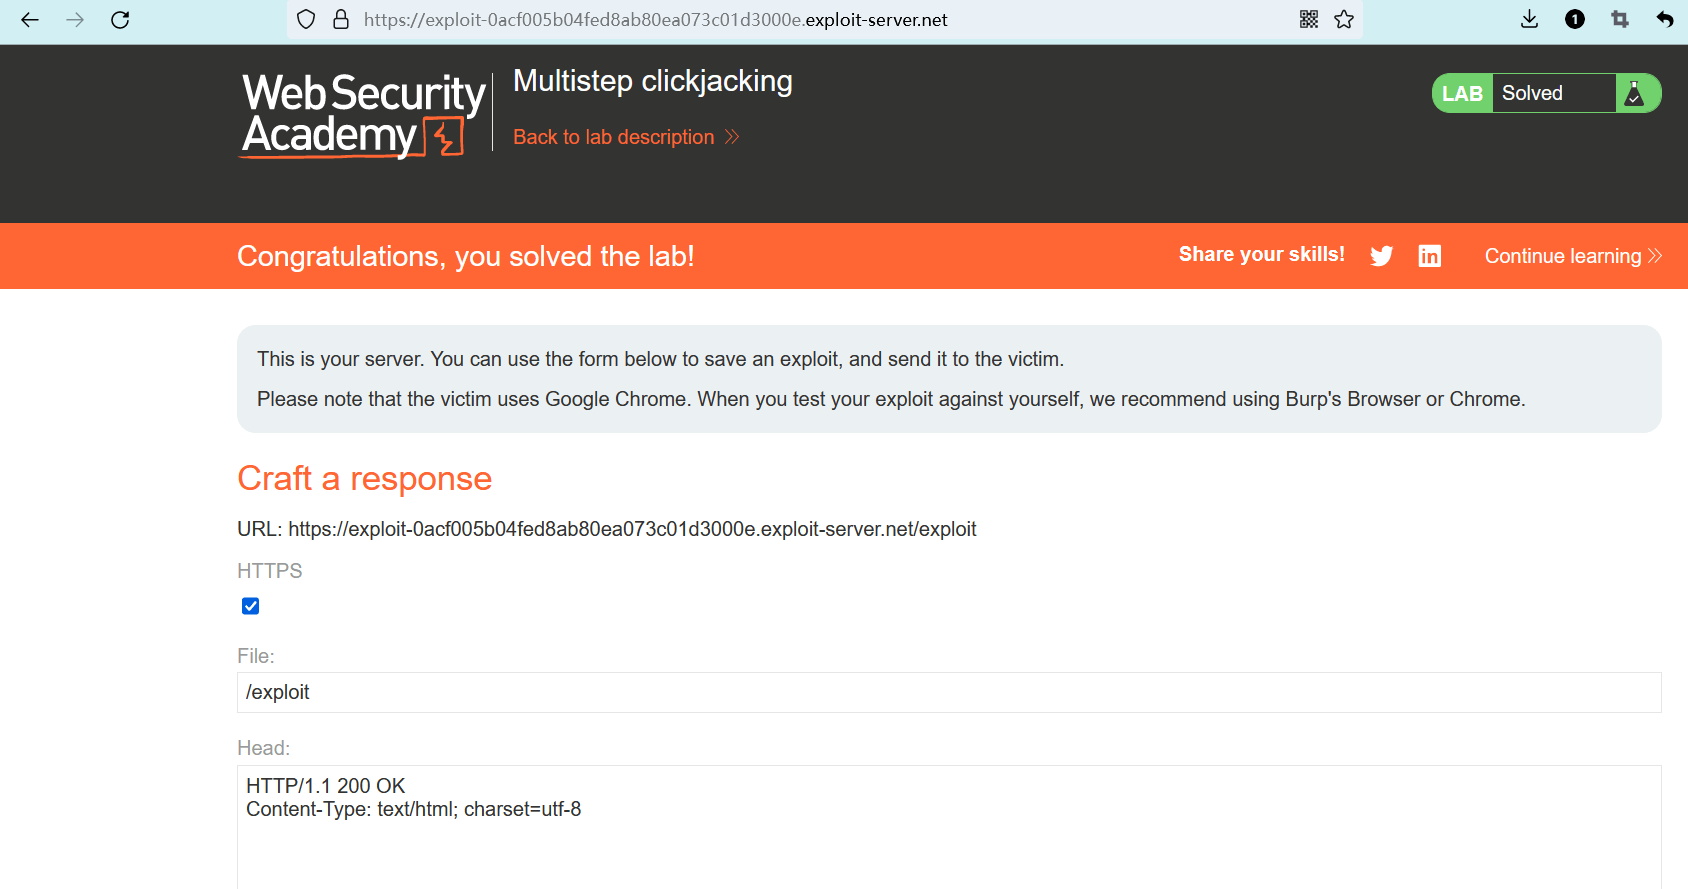 https://exploit-0acf005b04fed8ab80ea073c01d3000e.exploit-server.net
1
Web Security
Academy
Multistep clickjacking
Back to lab description
LAB Solved
Congratulations, you solved the lab!
Share your skills!
in
Continue learning
This is your server. You can use the form below to save an exploit, and send it to the victim.
Please note that the victim uses Google Chrome. When you test your exploit against yourself, we recommend using Burp's Browser or Chrome.
Craft a response
URL: https://exploit-0acf005b04fed8ab80ea073c01d3000e.exploit-server.net/exploit
HTTPS
File:
/exploit
Head:
HTTP/1.1 200 OK
Content-Type: text/html; charset=utf-8